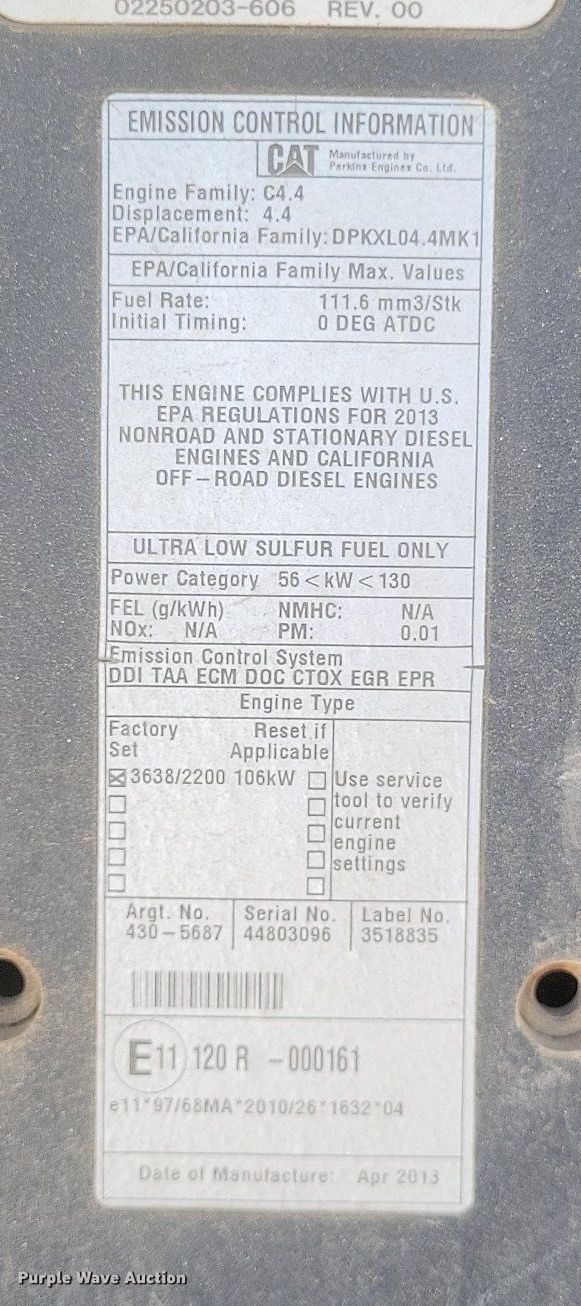 02250203-606 REV. 00
EMISSION CONTROL INFORMATION
CAT Manufactured by
Perkins Engines Co. Ltd.
Engine Family: C4.4
Displacement: 4.4
EPA/California Family: DPKXL04.4MK1
EPA/California Family Max. Values
Fuel Rate: 111.6 mm3/Stk
Initial Timing: 0 DEG ATDC
THIS ENGINE COMPLIES WITH U.S.
EPA REGULATIONS FOR 2013
NONROAD AND STATIONARY DIESEL
ENGINES AND CALIFORNIA
OFF-ROAD DIESEL ENGINES
ULTRA LOW SULFUR FUEL ONLY
Power Category 56 < kW < 130
FEL (g/kWh) NMHC: N/A
NOx: N/A PM: 0.01
Emission Control System
DDI TAA ECM DOC CTOX EGR EPR
Engine Type
Factory Reset if
Set Applicable
3638/2200 106kW Use service
tool to verify
current
engine
settings
Argt. No. Serial No. Label No.
430-5687 44803096 3518835
E11 120 R -000161
e11*97/68MA*2010/26*1632*04
Date of Manufacture: Apr 2013
Purple Wave Auction